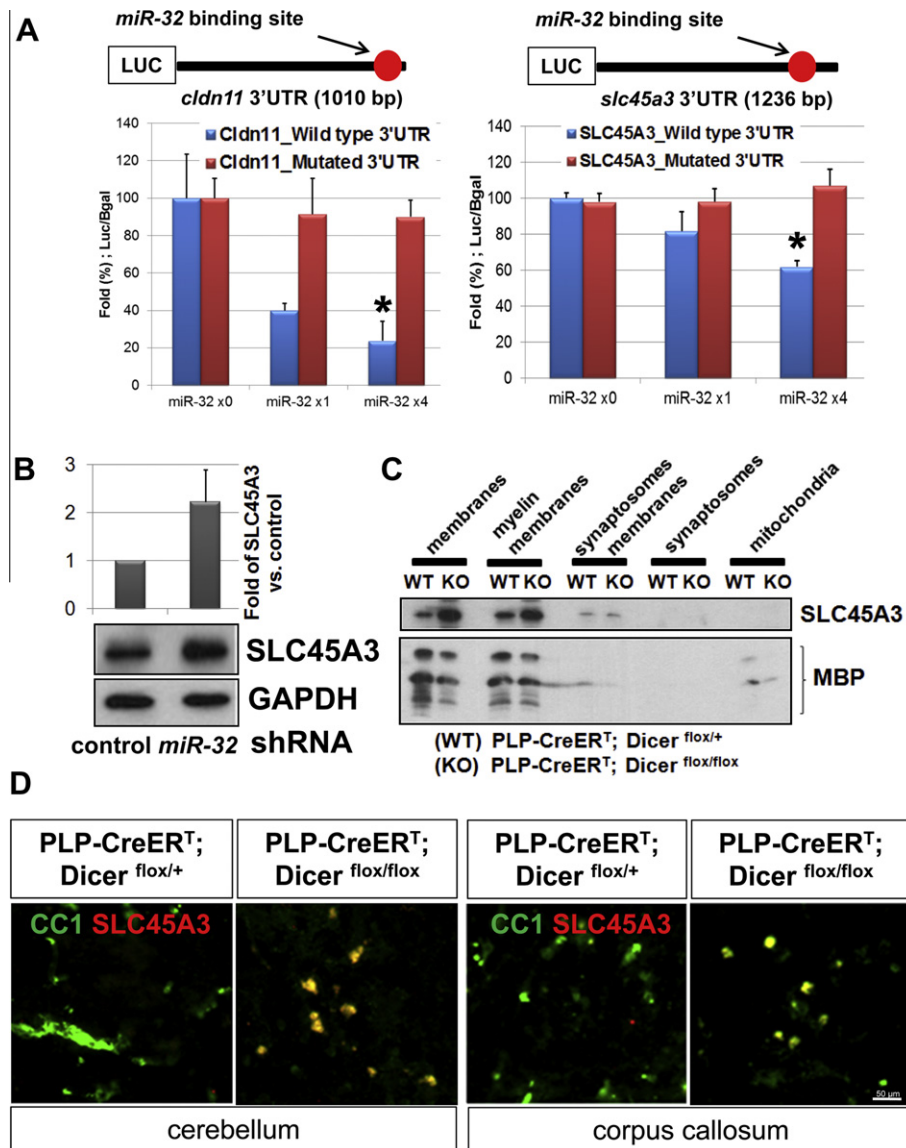 A
miR-32 binding site
LUC
cldn11 3'UTR (1010 bp)
Cldn11_Wild type 3'UTR
Cldn11_Mutated 3'UTR
Fold (%) ; Luc/Bgal
140
120
100
80
60
40
20
0
*
miR-32 x0
miR-32 x1
miR-32 x4
miR-32 binding site
LUC
slc45a3 3'UTR (1236 bp)
SLC45A3_Wild type 3'UTR
SLC45A3_Mutated 3'UTR
Fold (%) ; Luc/Bgal
140
120
100
80
60
40
20
0
*
miR-32 x0
miR-32 x1
miR-32 x4
B
3
2
1
0
Fold of SLC45A3
vs. control
SLC45A3
GAPDH
control miR-32 shRNA
C
membranes
myelin
membranes
synaptosomes
membranes
synaptosomes
mitochondria
WT KO WT KO WT KO WT KO WT KO
SLC45A3
MBP
(WT) PLP-CreERT; Dicer flox/+
(KO) PLP-CreERT; Dicer flox/flox
D
PLP-CreERT;
Dicer flox/+
PLP-CreERT;
Dicer flox/flox
PLP-CreERT;
Dicer flox/+
PLP-CreERT;
Dicer flox/flox
CC1 SLC45A3
CC1 SLC45A3
50 µm
cerebellum
corpus callosum